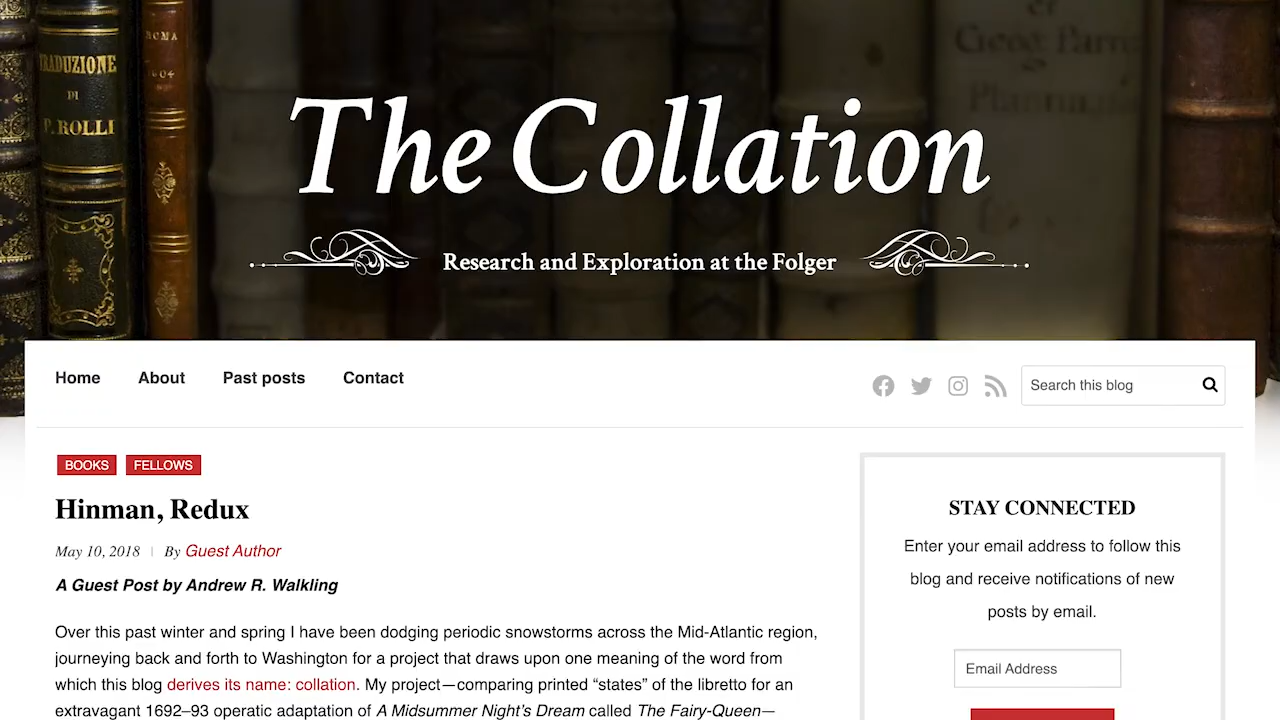 TRADUZIONE
DI
P. ROLLI
ROMA
The Collation
Research and Exploration at the Folger
Home About Past posts Contact
Search this blog
BOOKS FELLOWS
Hinman, Redux
May 10, 2018 | By Guest Author
A Guest Post by Andrew R. Walkling
Over this past winter and spring I have been dodging periodic snowstorms across the Mid-Atlantic region,
journeying back and forth to Washington for a project that draws upon one meaning of the word from
which this blog derives its name: collation. My project—comparing printed “states” of the libretto for an
extravagant 1692–93 operatic adaptation of A Midsummer Night’s Dream called The Fairy-Queen—
STAY CONNECTED
Enter your email address to follow this
blog and receive notifications of new
posts by email.
Email Address